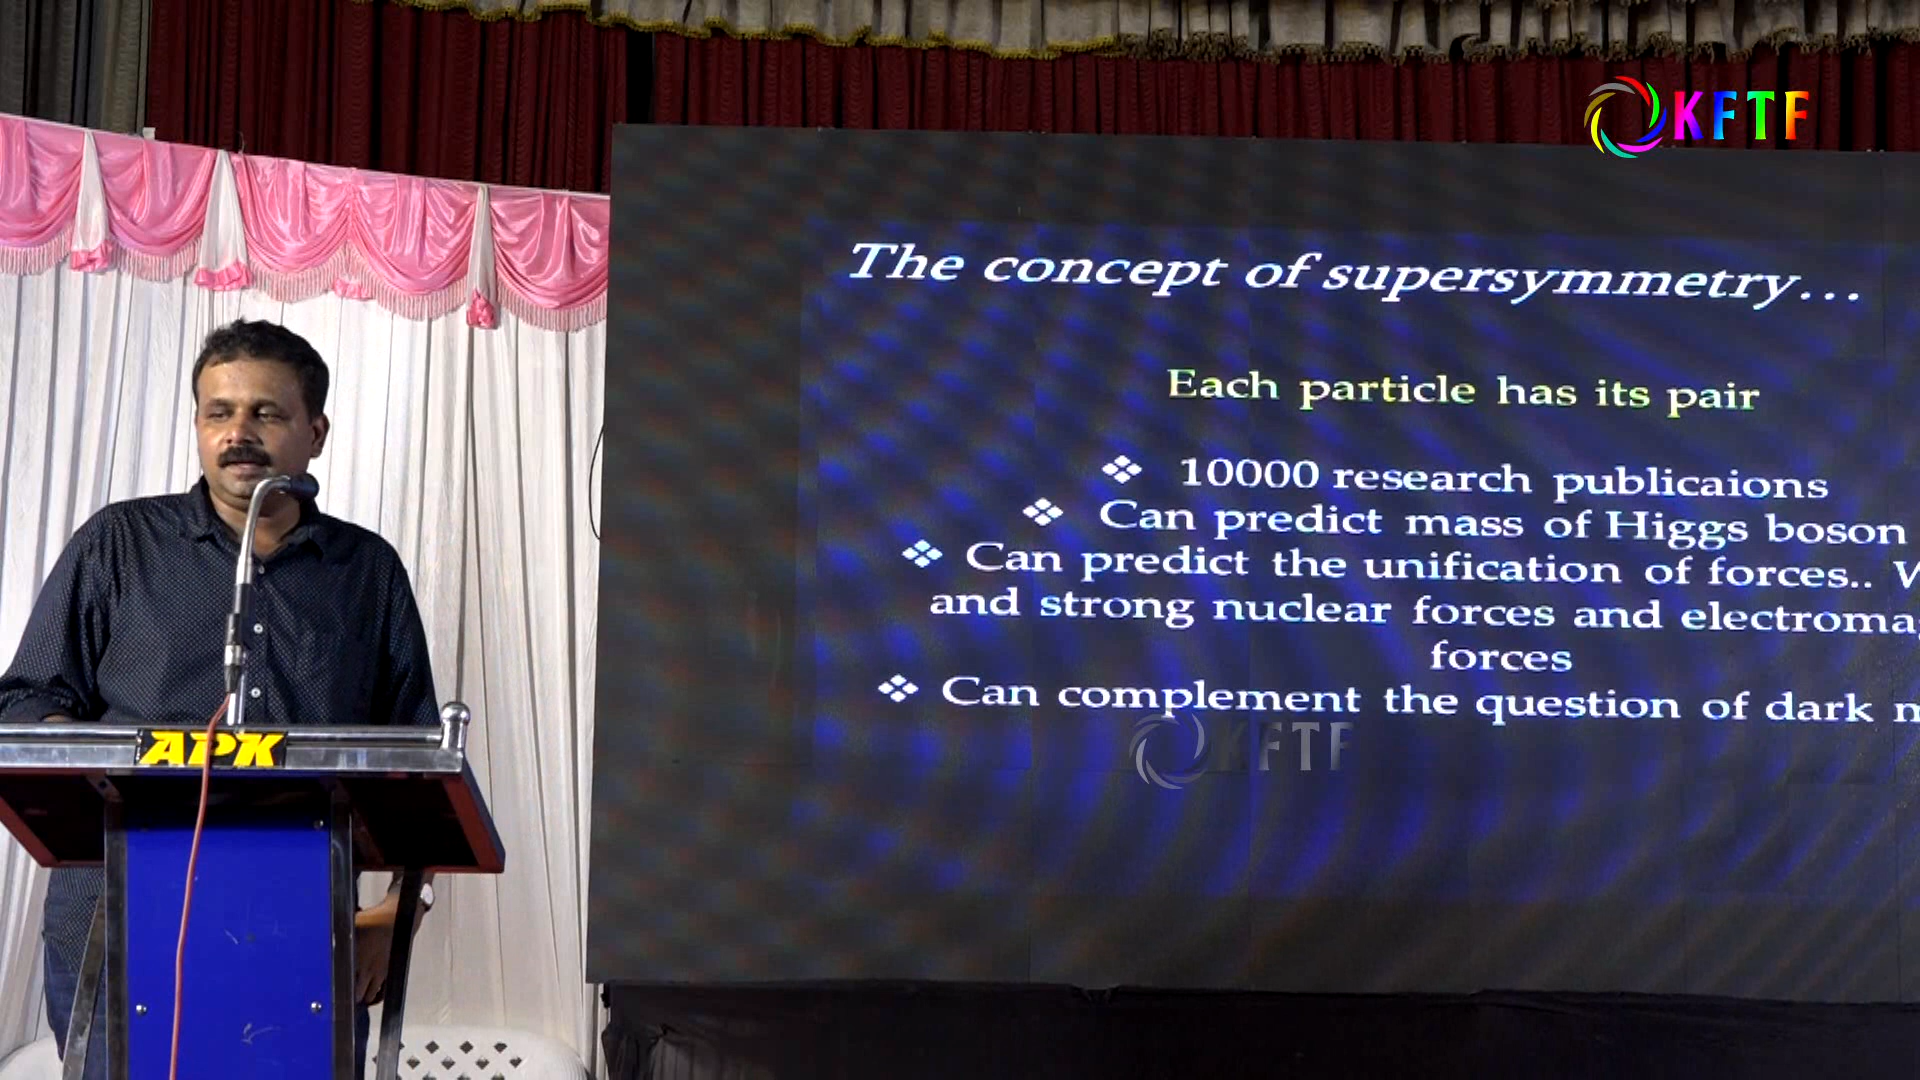 KFTF
The concept of supersymmetry...
Each particle has its pair
❖ 10000 research publicaions
❖ Can predict mass of Higgs boson
❖ Can predict the unification of forces..
and strong nuclear forces and
forces
❖ Can complement the question of dark
KFTF
APK